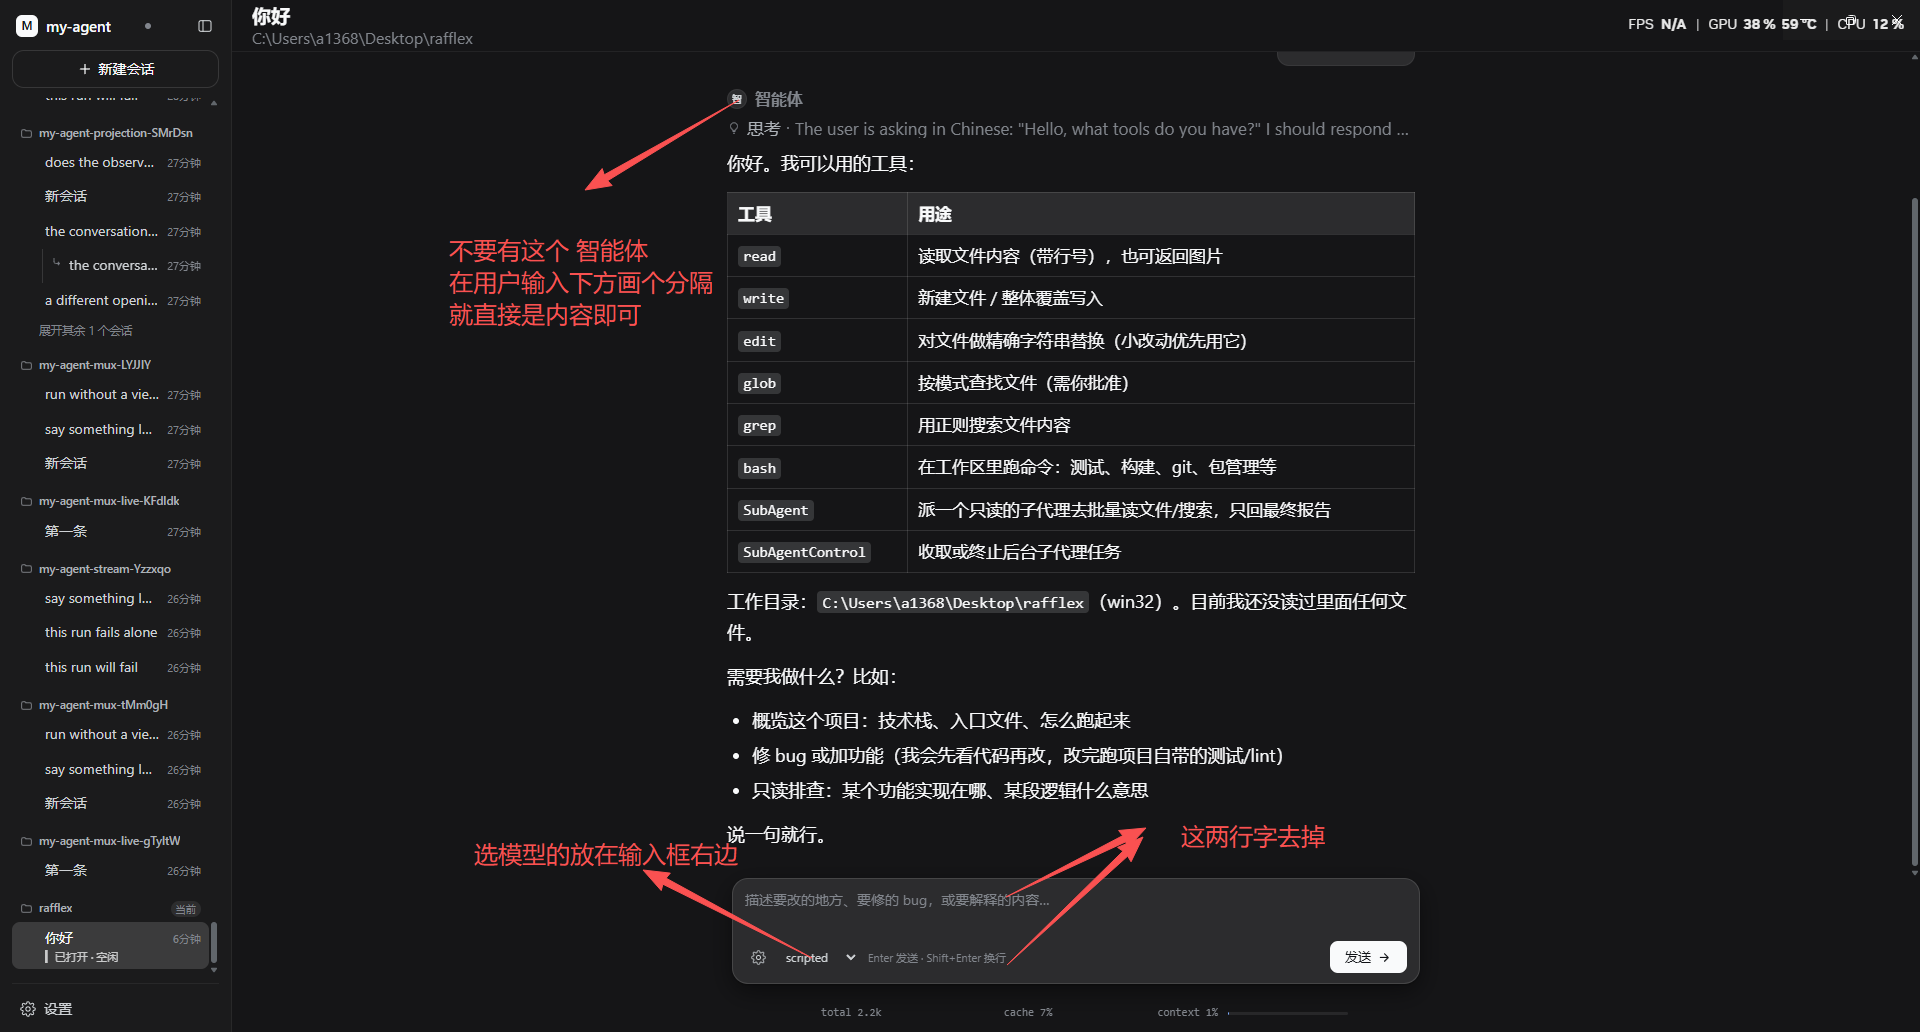 M my-agent
+ 新建会话
my-agent-projection-SMrDsn
does the observ... 27分钟
新会话 27分钟
the conversation... 27分钟
the conversa... 27分钟
a different openi... 27分钟
展开其余 1 个会话
my-agent-mux-LYJJIY
run without a vie... 27分钟
say something l... 27分钟
新会话 27分钟
my-agent-mux-live-KFdIdk
第一条 27分钟
my-agent-stream-Yzzxqo
say something l... 26分钟
this run fails alone 26分钟
this run will fail 26分钟
my-agent-mux-tMm0gH
run without a vie... 26分钟
say something l... 26分钟
新会话 26分钟
my-agent-mux-live-gTyltW
第一条 26分钟
rafflex 当前
你好 6分钟
已打开 · 空闲
设置
你好
C:\Users\a1368\Desktop\rafflex
FPS N/A | GPU 38 % 59 °C | CPU 12 %
智 智能体
思考 · The user is asking in Chinese: "Hello, what tools do you have?" I should respond ...
你好。我可以用的工具：
工具 用途
read 读取文件内容（带行号），也可返回图片
write 新建文件 / 整体覆盖写入
edit 对文件做精确字符串替换（小改动优先用它）
glob 按模式查找文件（需你批准）
grep 用正则搜索文件内容
bash 在工作区里跑命令：测试、构建、git、包管理等
SubAgent 派一个只读的子代理去批量读文件/搜索，只回最终报告
SubAgentControl 收取或终止后台子代理任务
工作目录： C:\Users\a1368\Desktop\rafflex （win32）。目前我还没读过里面任何文
件。
需要我做什么？比如：
• 概览这个项目：技术栈、入口文件、怎么跑起来
• 修 bug 或加功能（我会先看代码再改，改完跑项目自带的测试/lint）
• 只读排查：某个功能实现在哪、某段逻辑什么意思
说一句就行。
不要有这个 智能体
在用户输入下方画个分隔
就直接是内容即可
选模型的放在输入框右边
这两行字去掉
描述要改的地方、要修的 bug，或要解释的内容...
scripted Enter 发送 · Shift+Enter 换行
发送 →
total 2.2k cache 7% context 1%